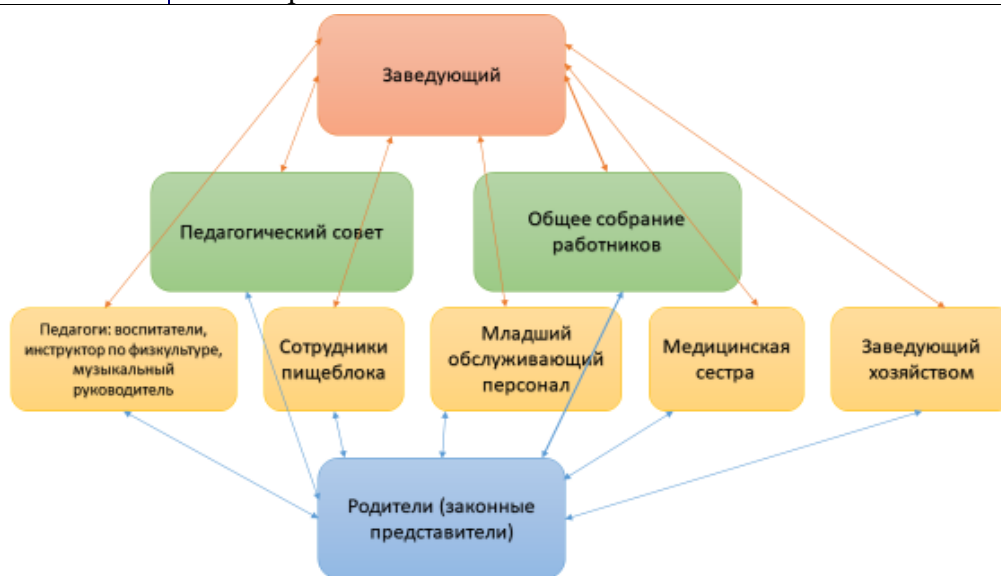 Заведующий
Педагогический совет
Общее собрание
работников
Педагоги: воспитатели,
инструктор по физкультуре,
музыкальный
руководитель
Сотрудники
пищеблока
Младший
обслуживающий
персонал
Медицинская
сестра
Заведующий
хозяйством
Родители (законные
представители)